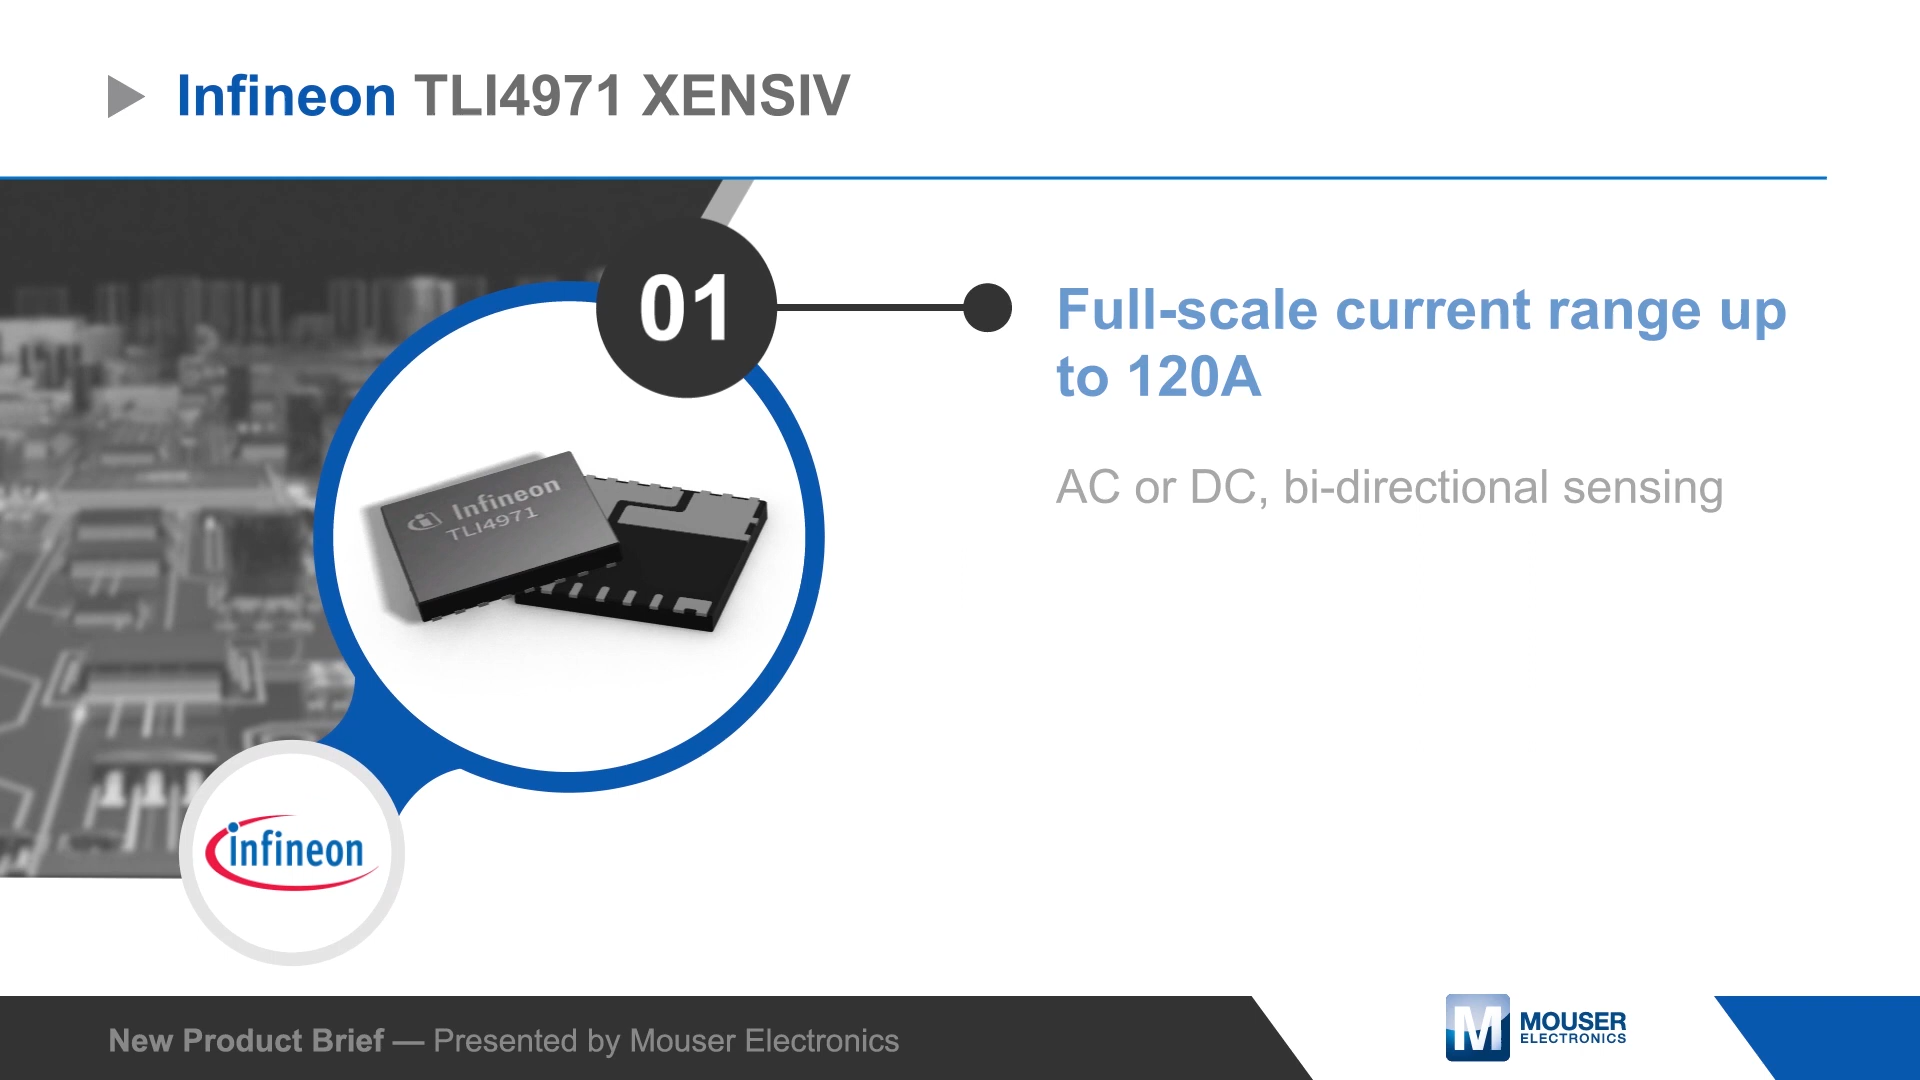 Infineon TLI4971 XENSIV
01
Full-scale current range up
to 120A
AC or DC, bi-directional sensing
Infineon
TLI4971
infineon
New Product Brief — Presented by Mouser Electronics
M
MOUSER
ELECTRONICS